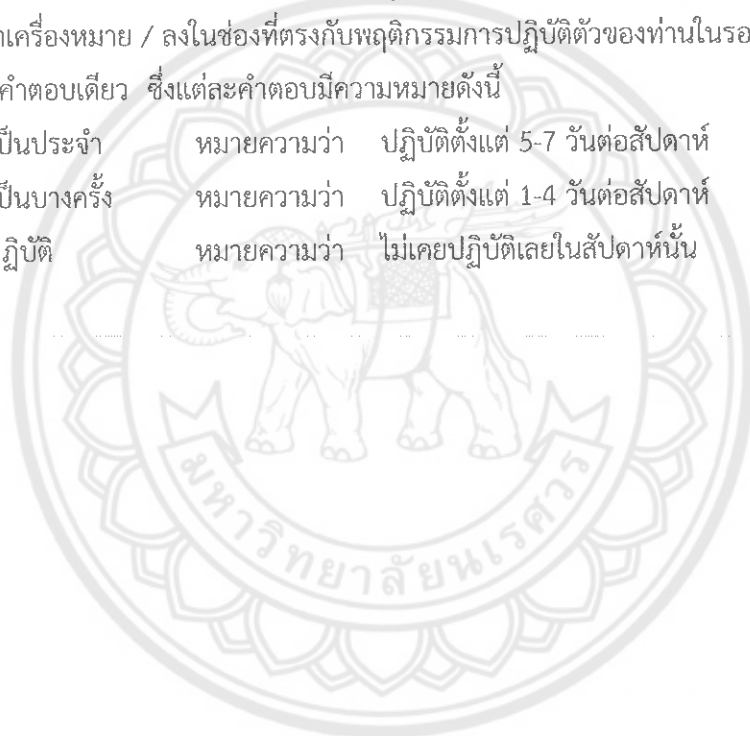 เครื่องหมาย / ลงในช่องที่ตรงกับพฤติกรรมการปฏิบัติตัวของท่านในรอ
คำตอบเดียว ซึ่งแต่ละคำตอบมีความหมายดังนี้
เป็นประจำ หมายความว่า ปฏิบัติตั้งแต่ 5-7 วันต่อสัปดาห์
เป็นบางครั้ง หมายความว่า ปฏิบัติตั้งแต่ 1-4 วันต่อสัปดาห์
ฏิบัติ หมายความว่า ไม่เคยปฏิบัติเลยในสัปดาห์นั้น
มหาวิทยาลัยนเรศวร